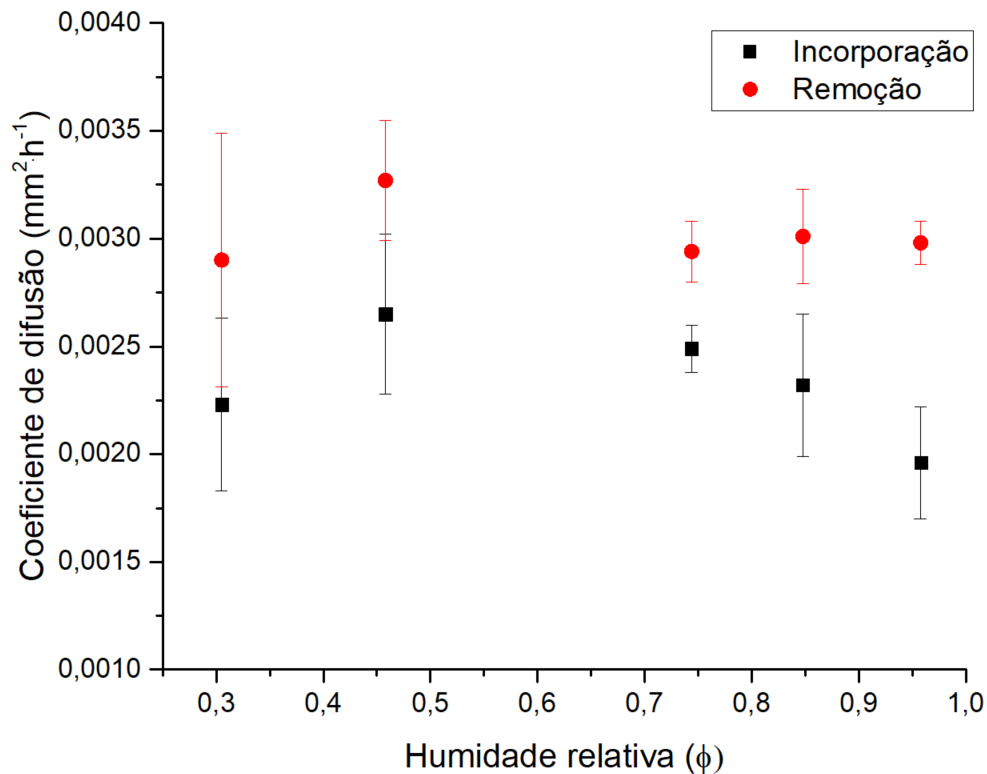 0,0040
0,0035
0,0030
0,0025
0,0020
0,0015
0,0010
Coeficiente de difusão (mm²·h⁻¹)
Incorporação
Remoção
0,3 0,4 0,5 0,6 0,7 0,8 0,9 1,0
Humidade relativa (ϕ)